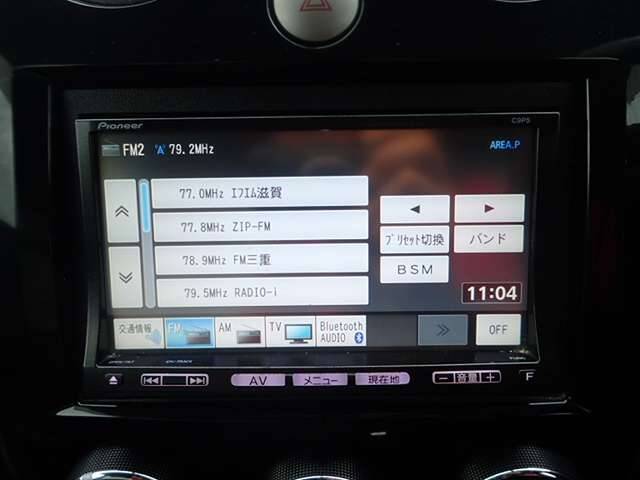 Pioneer
C9P5
FM2 "A" 79.2MHz
AREA.P
77.0MHz エフエム滋賀
77.8MHz ZIP-FM
78.9MHz FM三重
79.5MHz RADIO-i
プリセット切換
バンド
BSM
11:04
交通情報
FM
AM
TV
Bluetooth
AUDIO
OFF
AV
メニュー
現在地
− 音量 +
F